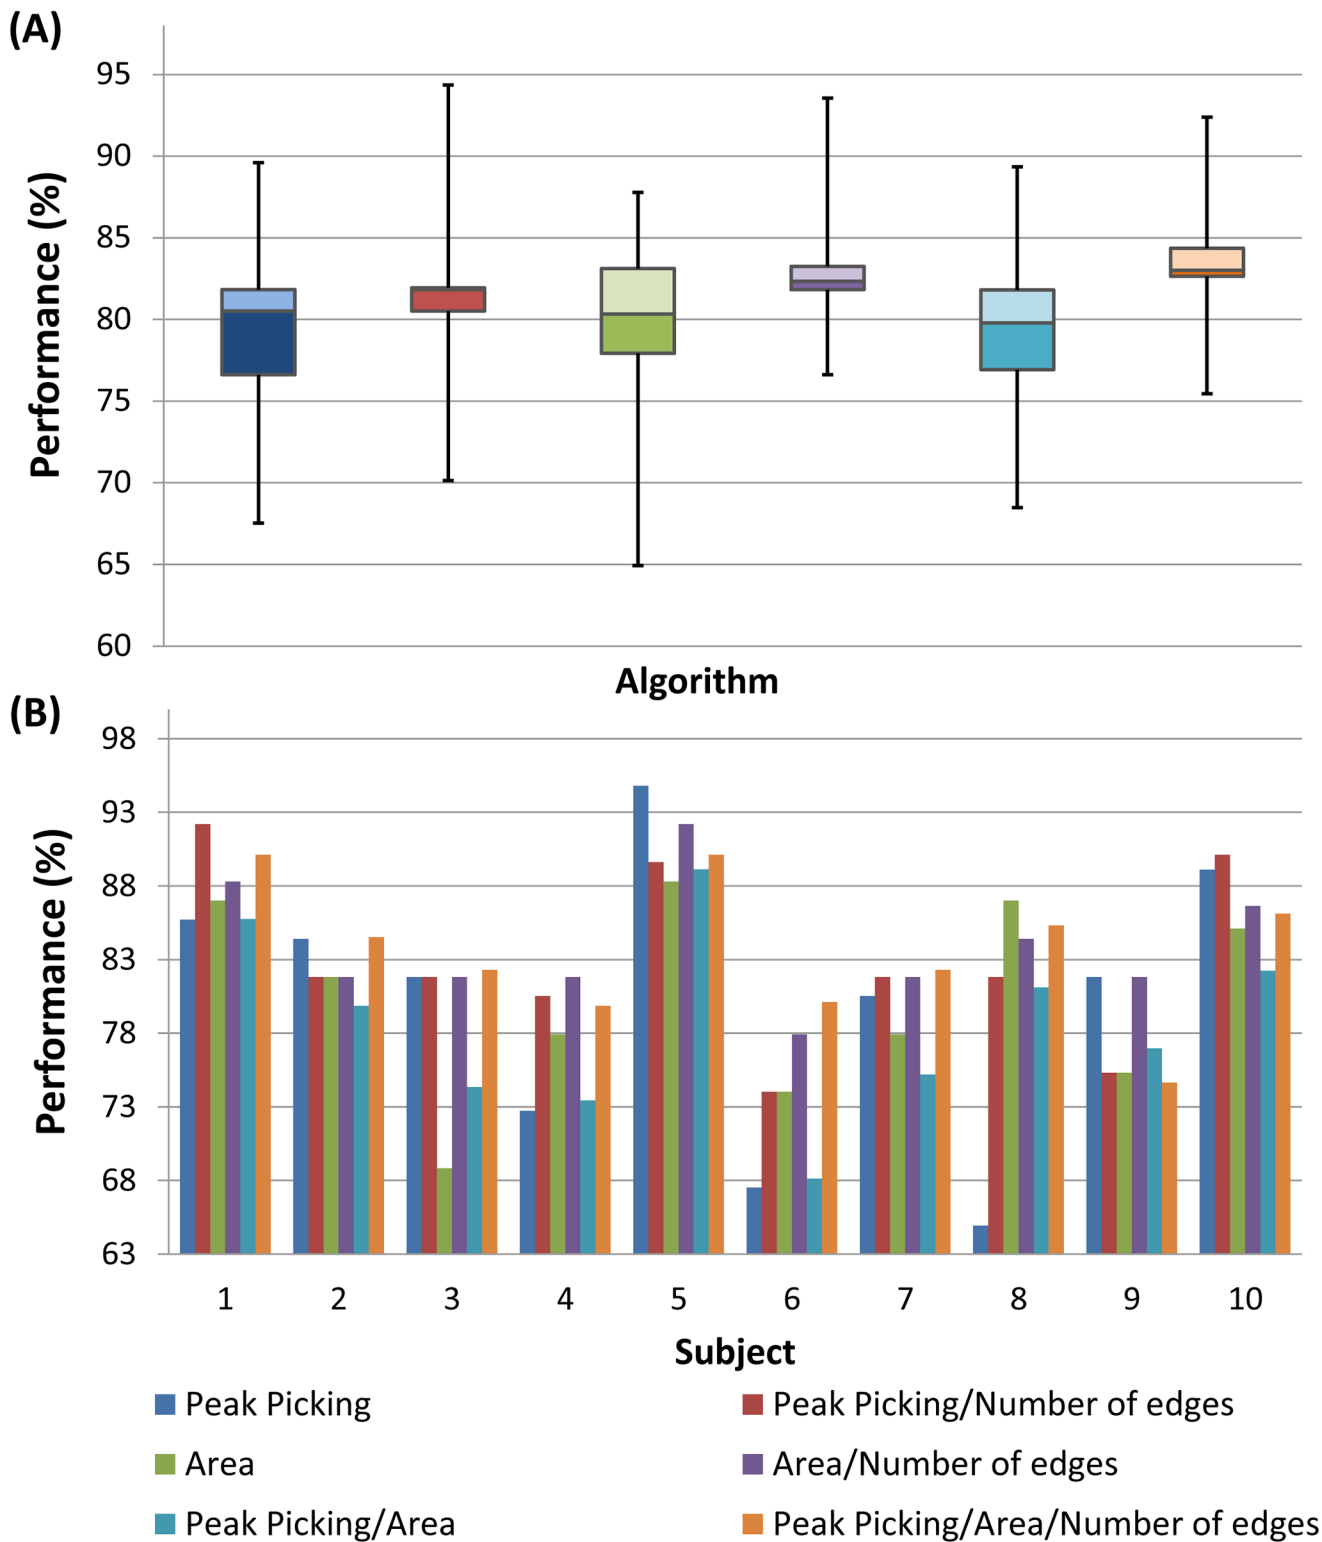 (A)
Performance (%)
95
90
85
80
75
70
65
60
Algorithm
(B)
Performance (%)
98
93
88
83
78
73
68
63
1 2 3 4 5 6 7 8 9 10
Subject
Peak Picking
Peak Picking/Number of edges
Area
Area/Number of edges
Peak Picking/Area
Peak Picking/Area/Number of edges